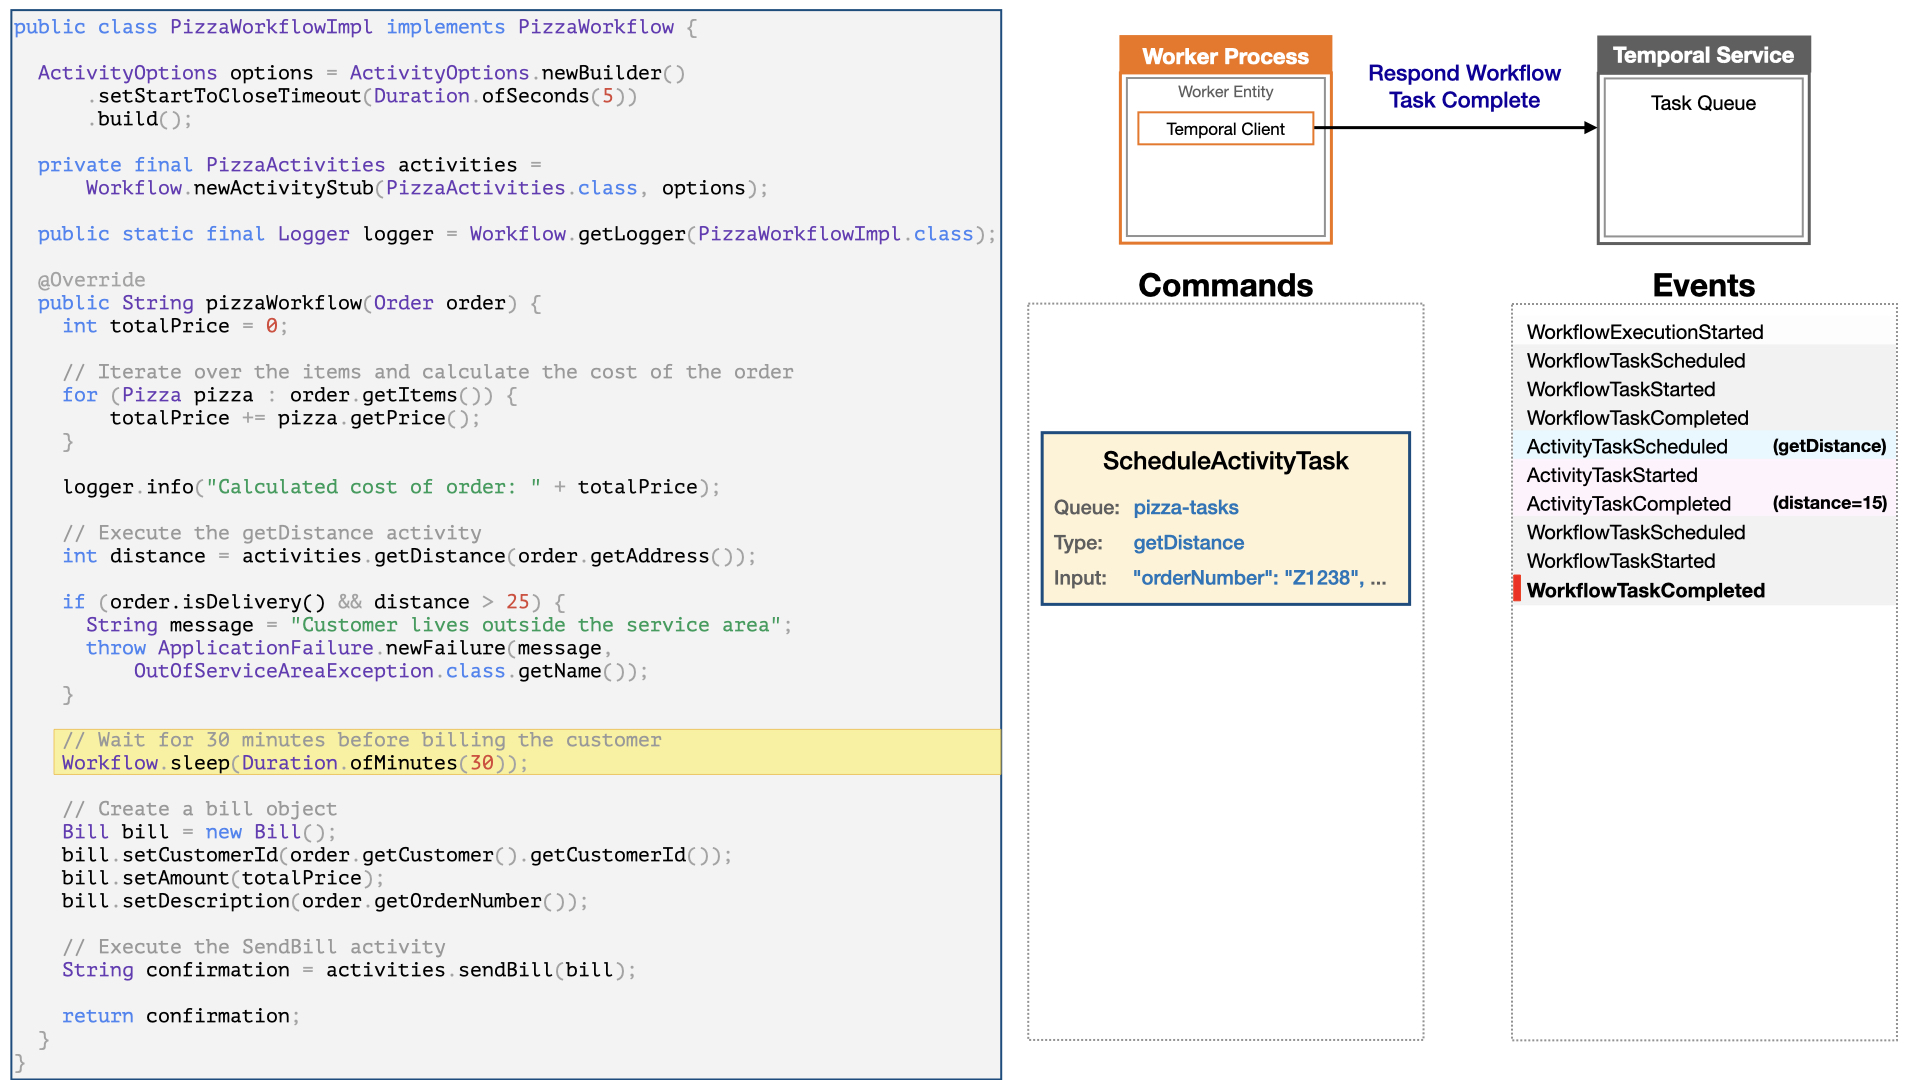 public class PizzaWorkflowImpl implements PizzaWorkflow {
ActivityOptions options = ActivityOptions.newBuilder()
.setStartToCloseTimeout(Duration.ofSeconds(5))
.build();
private final PizzaActivities activities =
Workflow.newActivityStub(PizzaActivities.class, options);
public static final Logger logger = Workflow.getLogger(PizzaWorkflowImpl.class);
@Override
public String pizzaWorkflow(Order order) {
int totalPrice = 0;
// Iterate over the items and calculate the cost of the order
for (Pizza pizza : order.getItems()) {
totalPrice += pizza.getPrice();
}
logger.info("Calculated cost of order: " + totalPrice);
// Execute the getDistance activity
int distance = activities.getDistance(order.getAddress());
if (order.isDelivery() && distance > 25) {
String message = "Customer lives outside the service area";
throw ApplicationFailure.newFailure(message,
OutOfServiceAreaException.class.getName());
}
// Wait for 30 minutes before billing the customer
Workflow.sleep(Duration.ofMinutes(30));
// Create a bill object
Bill bill = new Bill();
bill.setCustomerId(order.getCustomer().getCustomerId());
bill.setAmount(totalPrice);
bill.setDescription(order.getOrderNumber());
// Execute the SendBill activity
String confirmation = activities.sendBill(bill);
return confirmation;
}
}
Worker Process
Worker Entity
Temporal Client
Respond Workflow
Task Complete
Temporal Service
Task Queue
Commands
ScheduleActivityTask
Queue: pizza-tasks
Type: getDistance
Input: "orderNumber": "Z1238", ...
Events
WorkflowExecutionStarted
WorkflowTaskScheduled
WorkflowTaskStarted
WorkflowTaskCompleted
ActivityTaskScheduled (getDistance)
ActivityTaskStarted
ActivityTaskCompleted (distance=15)
WorkflowTaskScheduled
WorkflowTaskStarted
WorkflowTaskCompleted